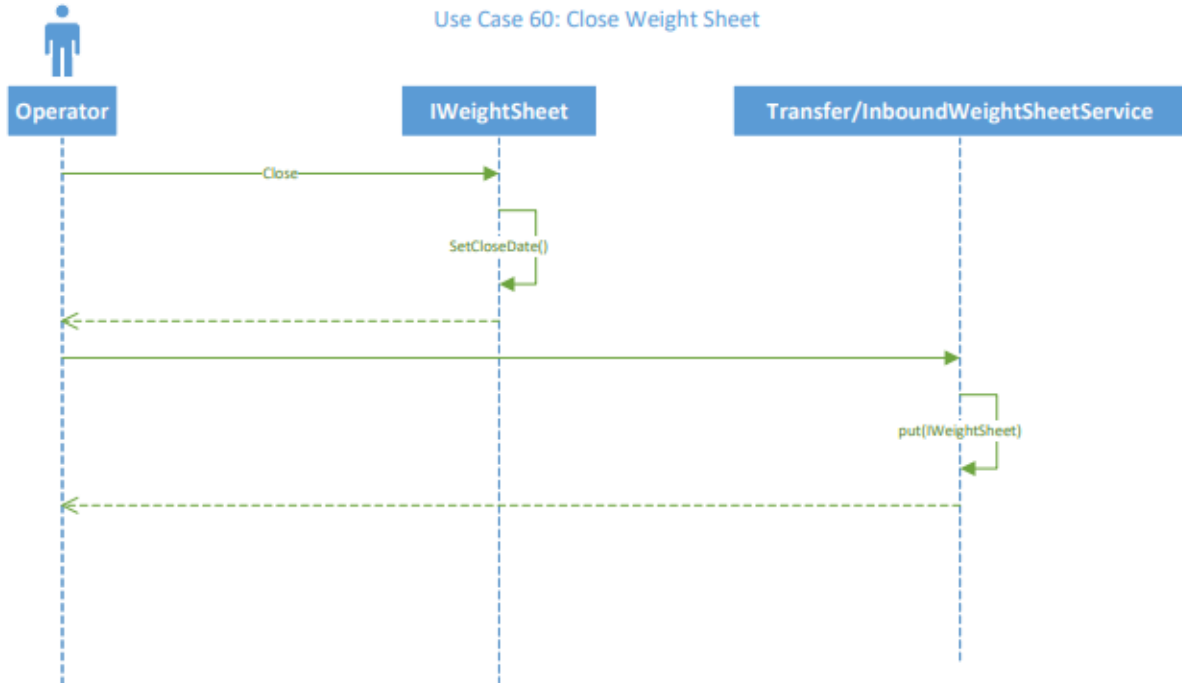 Use Case 60: Close Weight Sheet
Operator
IWeightSheet
Transfer/InboundWeightSheetService
Close
SetCloseDate()
put(IWeightSheet)